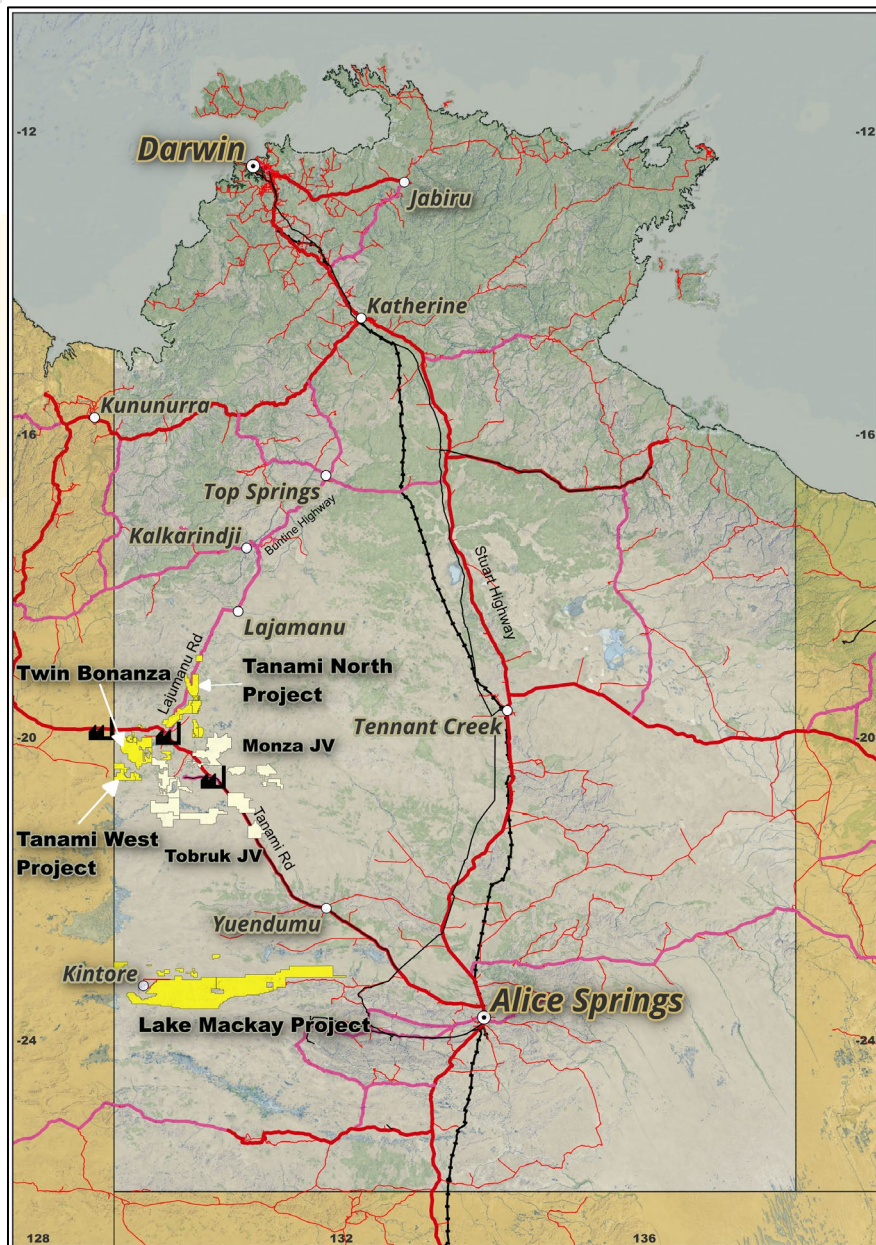 -12
-12
Darwin
Jabiru
Katherine
Kununurra
-16
-16
Top Springs
Buntine Highway
Kalkarindji
Stuart Highway
Lajamanu
Lajumanu Rd
Twin Bonanza
Tanami North
Project
Tennant Creek
-20
-20
Monza JV
Tanami West
Project
Tobruk JV
Tanami Rd
Yuendumu
Kintore
Alice Springs
Lake Mackay Project
-24
-24
128
132
136